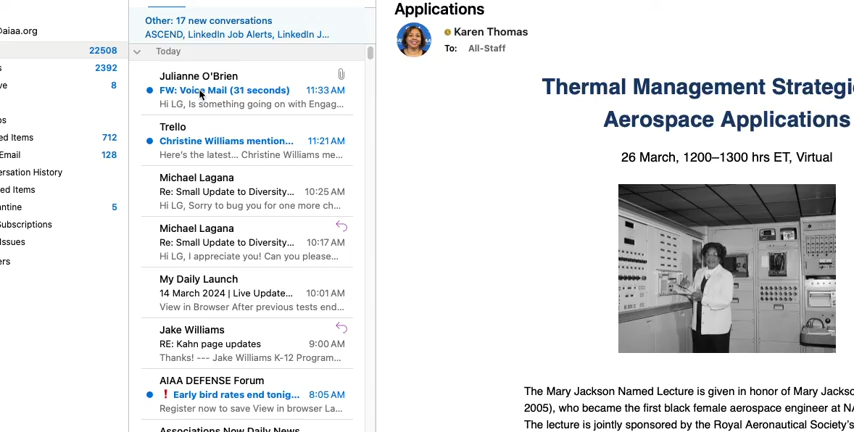 @aiaa.org
22508
2392
8
712
Email
128
Conversation History
5
Subscriptions
Issues
Other: 17 new conversations
ASCEND, LinkedIn Job Alerts, LinkedIn J...
Today
Julianne O'Brien
FW: Voice Mail (31 seconds) 11:33 AM
Hi LG, Is something going on with Engag...
Trello
Christine Williams mention... 11:21 AM
Here's the latest... Christine Williams me...
Michael Lagana
Re: Small Update to Diversity... 10:25 AM
Hi LG, Sorry to bug you for one more ch...
Michael Lagana
Re: Small Update to Diversity... 10:17 AM
Hi LG, I appreciate you! Can you please...
My Daily Launch
14 March 2024 | Live Update... 10:01 AM
View in Browser After previous tests end...
Jake Williams
RE: Kahn page updates 9:00 AM
Thanks! --- Jake Williams K-12 Program...
AIAA DEFENSE Forum
! Early bird rates end tonig... 8:05 AM
Register now to save View in browser La...
Associations Now Daily News
Applications
Karen Thomas
To: All-Staff
Thermal Management Strategi
Aerospace Applications
26 March, 1200–1300 hrs ET, Virtual
The Mary Jackson Named Lecture is given in honor of Mary Jackso
2005), who became the first black female aerospace engineer at NA
The lecture is jointly sponsored by the Royal Aeronautical Society's